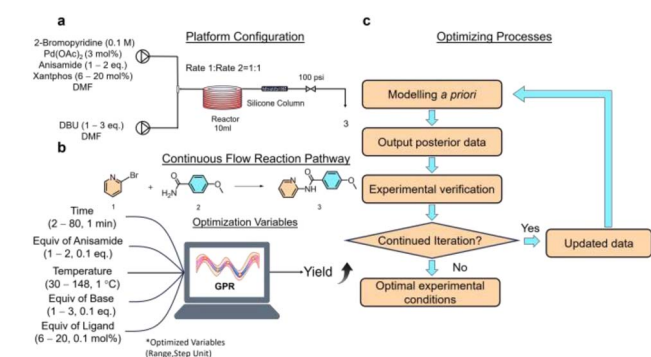 a
Platform Configuration
2-Bromopyridine (0.1 M)
Pd(OAc)2 (3 mol%)
Anisamide (1 – 2 eq.)
Xantphos (6 – 20 mol%)
DMF
Rate 1:Rate 2=1:1
100 psi
Silicone Column
Reactor
10ml
3
DBU (1 – 3 eq.)
DMF
b
Continuous Flow Reaction Pathway
N
Br
1
+
O
H2N
O
2
N
NH
O
O
3
Optimization Variables
Time
(2 – 80, 1 min)
Equiv of Anisamide
(1 – 2, 0.1 eq.)
Temperature
(30 – 148, 1 °C)
Equiv of Base
(1 – 3, 0.1 eq.)
Equiv of Ligand
(6 – 20, 0.1 mol%)
GPR
Yield
*Optimized Variables
(Range,Step Unit)
c
Optimizing Processes
Modelling a priori
Output posterior data
Experimental verification
Continued Iteration?
Yes
Updated data
No
Optimal experimental
conditions